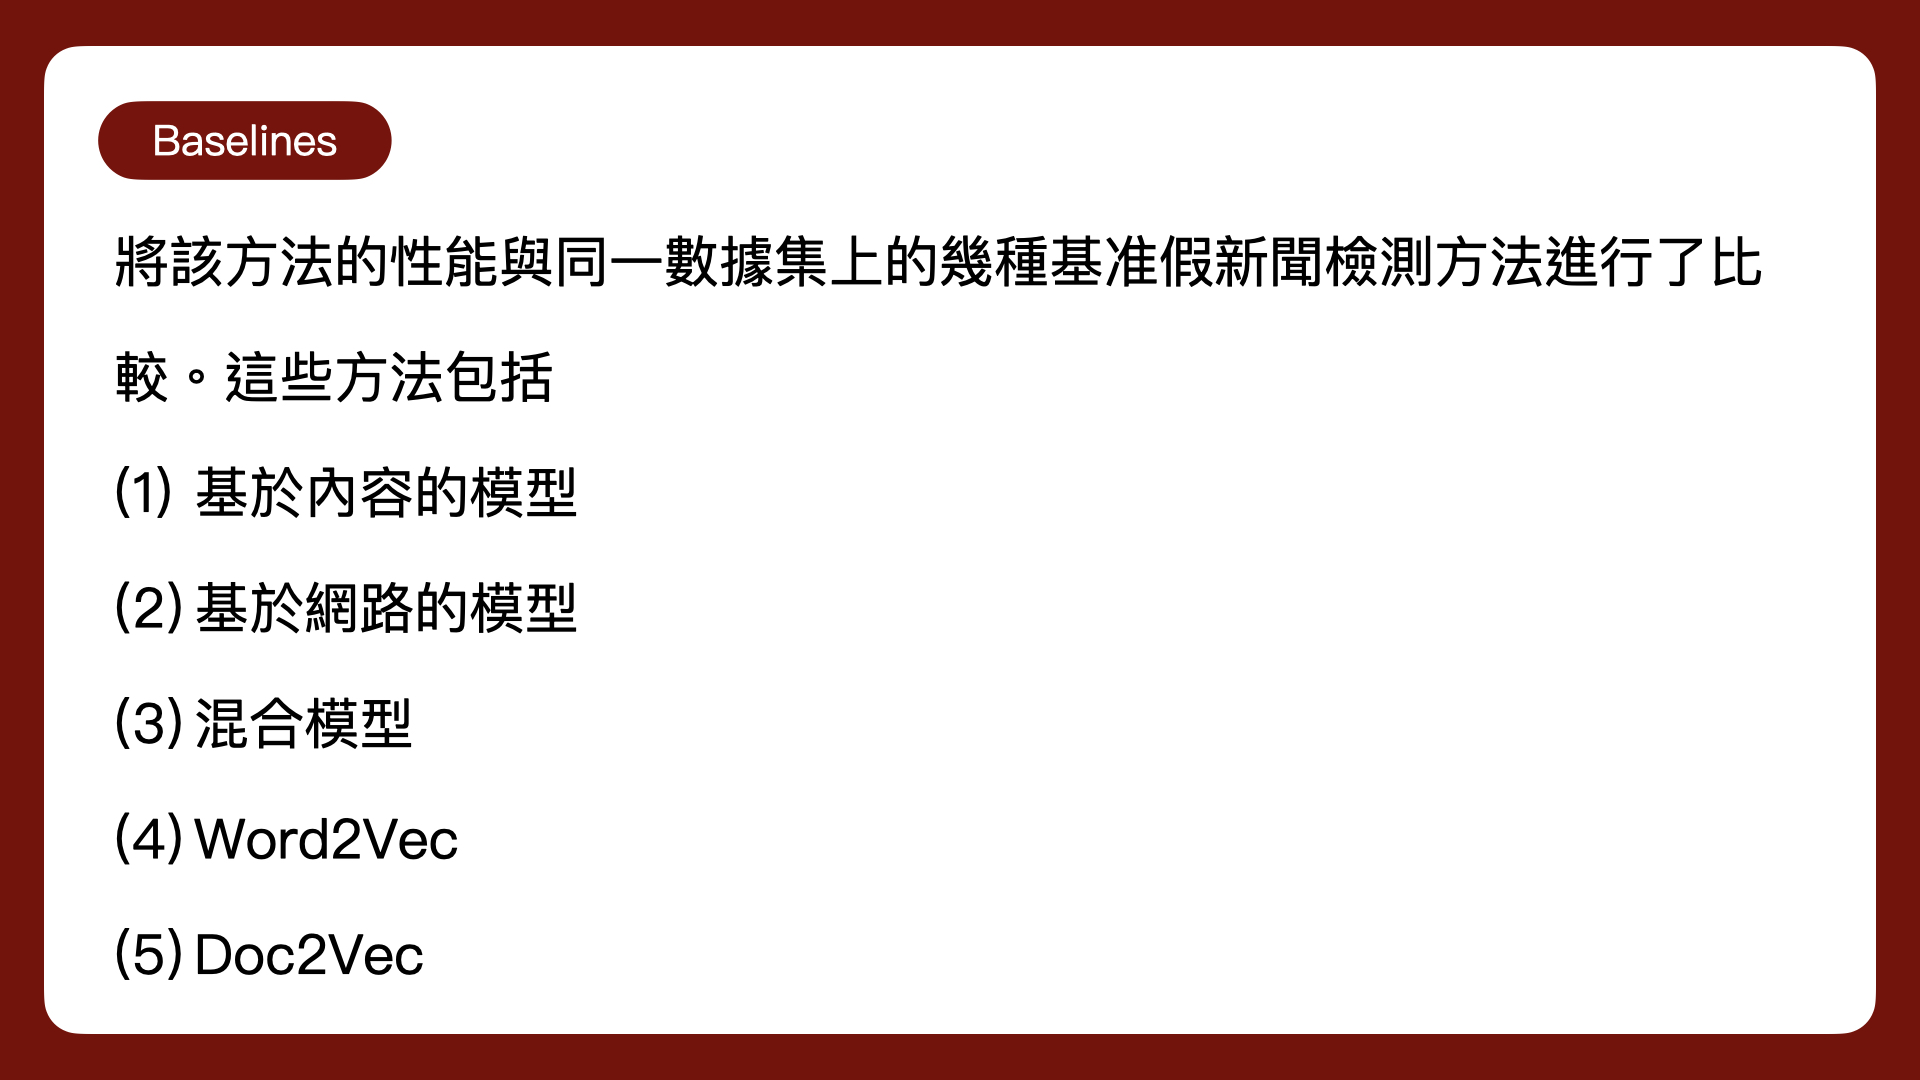 Baselines
將該方法的性能與同一數據集上的幾種基准假新聞檢測方法進行了比
較。這些方法包括
(1) 基於內容的模型
(2) 基於網路的模型
(3) 混合模型
(4) Word2Vec
(5) Doc2Vec